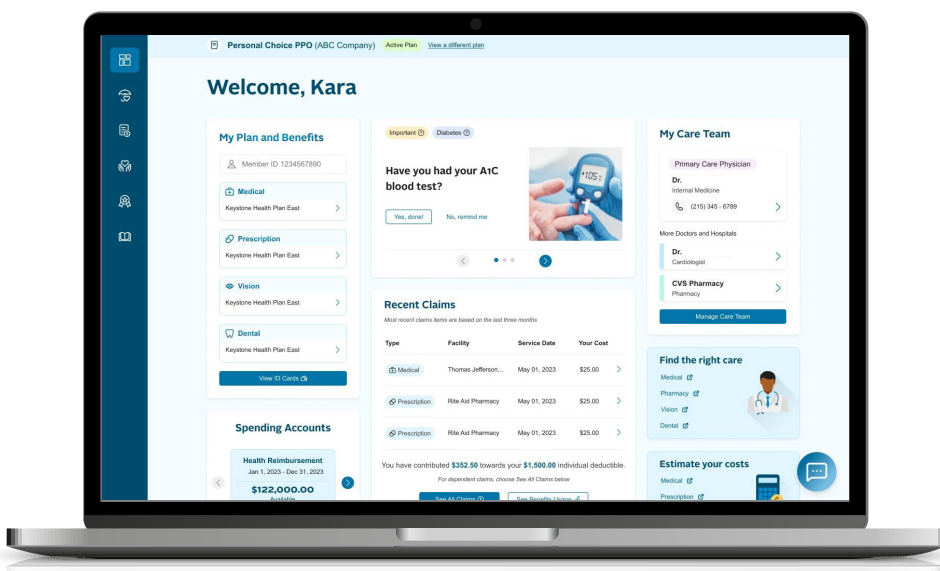 Personal Choice PPO (ABC Company) Active Plan View a different plan
Welcome, Kara
My Plan and Benefits
Member ID 1234567890
Medical
Keystone Health Plan East
Prescription
Keystone Health Plan East
Vision
Keystone Health Plan East
Dental
Keystone Health Plan East
View ID Cards
Spending Accounts
Health Reimbursement
Jan 1, 2023 - Dec 31, 2023
$122,000.00
Available
Important Diabetes
Have you had your A1C
blood test?
Yes, done! No, remind me
105
Recent Claims
Most recent claims items are based on the last three months
Type Facility Service Date Your Cost
Medical Thomas Jefferson... May 01, 2023 $25.00
Prescription Rite Aid Pharmacy May 01, 2023 $25.00
Prescription Rite Aid Pharmacy May 01, 2023 $25.00
You have contributed $352.50 towards your $1,500.00 individual deductible.
For dependent claims, choose See All Claims below
See All Claims See Benefits Usage
My Care Team
Primary Care Physician
Dr.
Internal Medicine
(215) 345 - 6789
More Doctors and Hospitals
Dr.
Cardiologist
CVS Pharmacy
Pharmacy
Manage Care Team
Find the right care
Medical
Pharmacy
Vision
Dental
Estimate your costs
Medical
Prescription